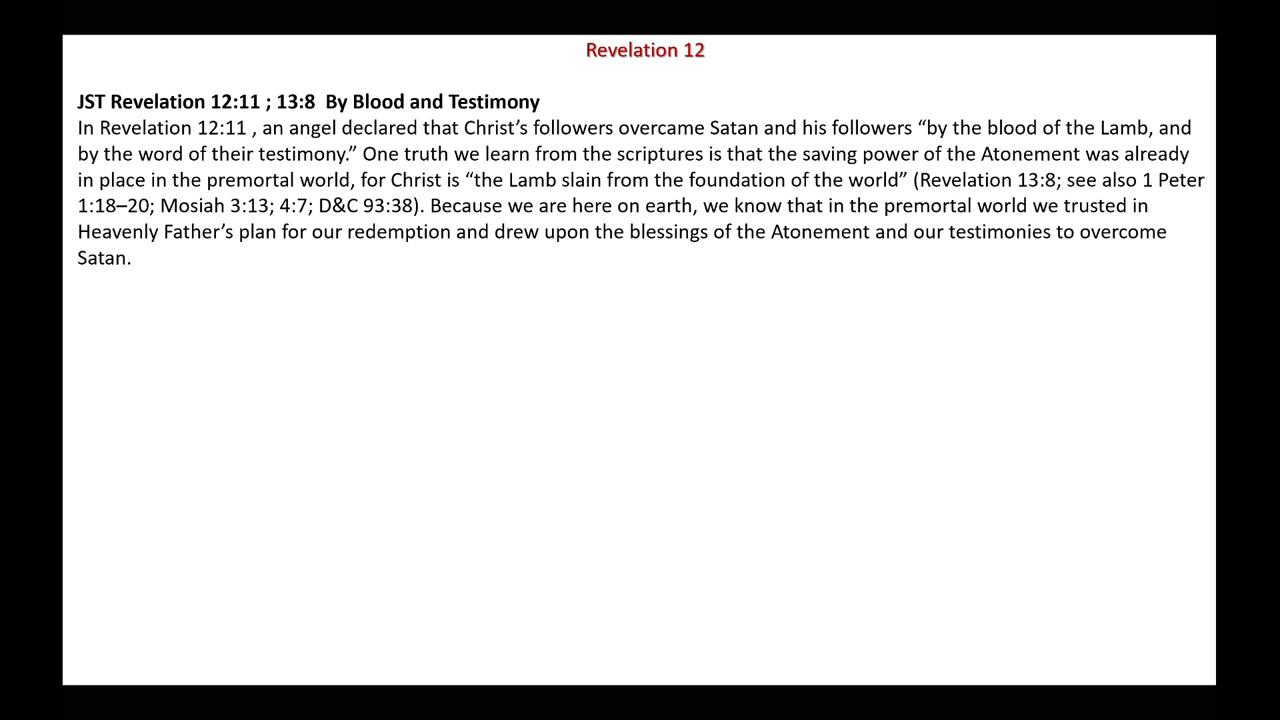 Revelation 12
JST Revelation 12:11 ; 13:8  By Blood and Testimony
In Revelation 12:11 , an angel declared that Christ’s followers overcame Satan and his followers “by the blood of the Lamb, and
by the word of their testimony.” One truth we learn from the scriptures is that the saving power of the Atonement was already
in place in the premortal world, for Christ is “the Lamb slain from the foundation of the world” (Revelation 13:8; see also 1 Peter
1:18–20; Mosiah 3:13; 4:7; D&C 93:38). Because we are here on earth, we know that in the premortal world we trusted in
Heavenly Father’s plan for our redemption and drew upon the blessings of the Atonement and our testimonies to overcome
Satan.